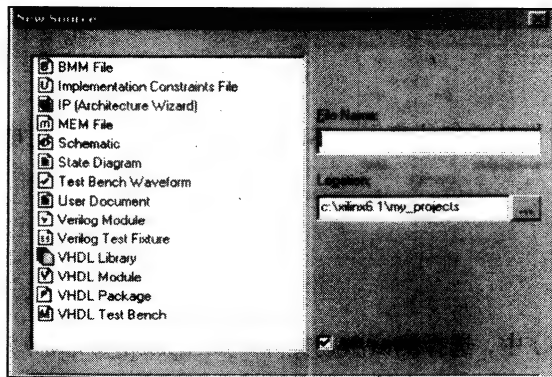 New Source
BMM File
Implementation Constraints File
IP (Architecture Wizard)
MEM File
Schematic
State Diagram
Test Bench Waveform
User Document
Verilog Module
Verilog Test Fixture
VHDL Library
VHDL Module
VHDL Package
VHDL Test Bench
File Name:
Location:
c:\xilinx6.1\my_projects
...